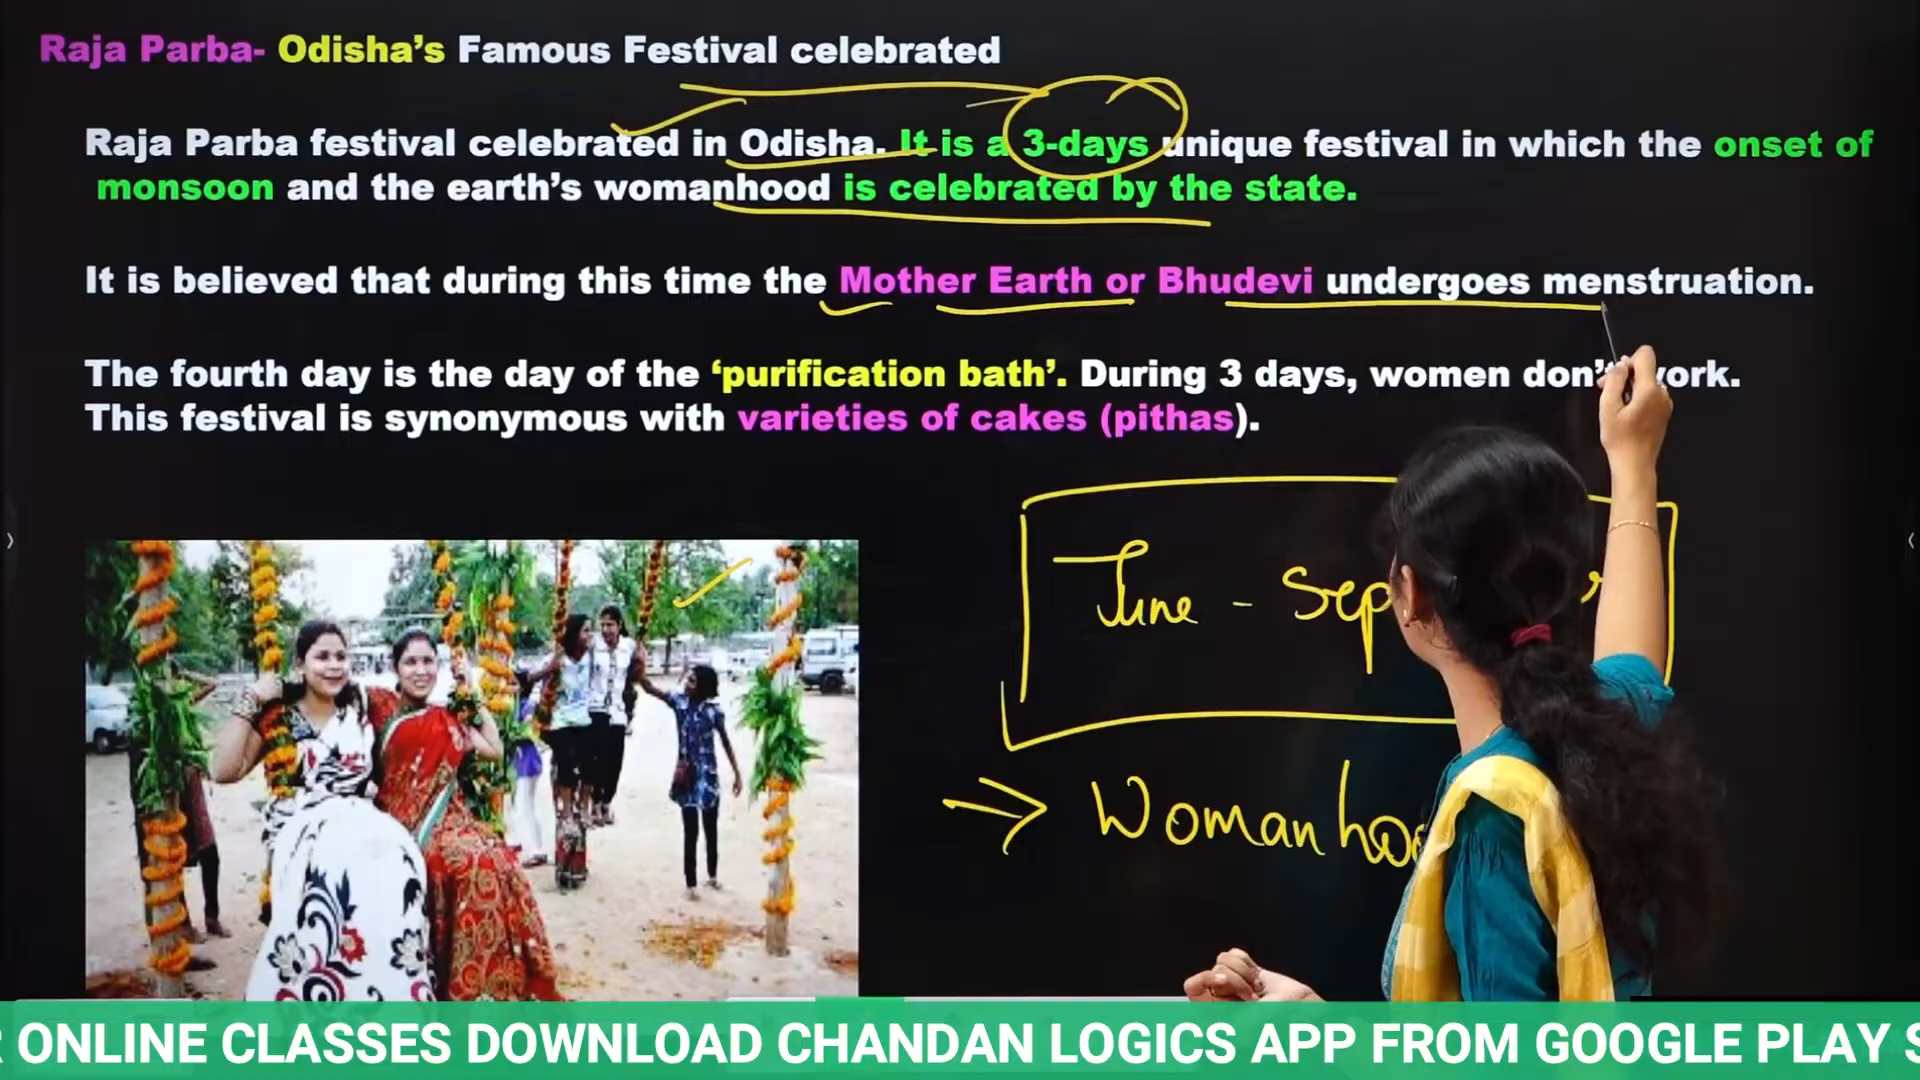 Raja Parba- Odisha’s Famous Festival celebrated
Raja Parba festival celebrated in Odisha. It is a 3-days unique festival in which the onset of
monsoon and the earth’s womanhood is celebrated by the state.
It is believed that during this time the Mother Earth or Bhudevi undergoes menstruation.
The fourth day is the day of the ‘purification bath’. During 3 days, women don’t work.
This festival is synonymous with varieties of cakes (pithas).
June - Sep
Womanhoo
R ONLINE CLASSES DOWNLOAD CHANDAN LOGICS APP FROM GOOGLE PLAY S